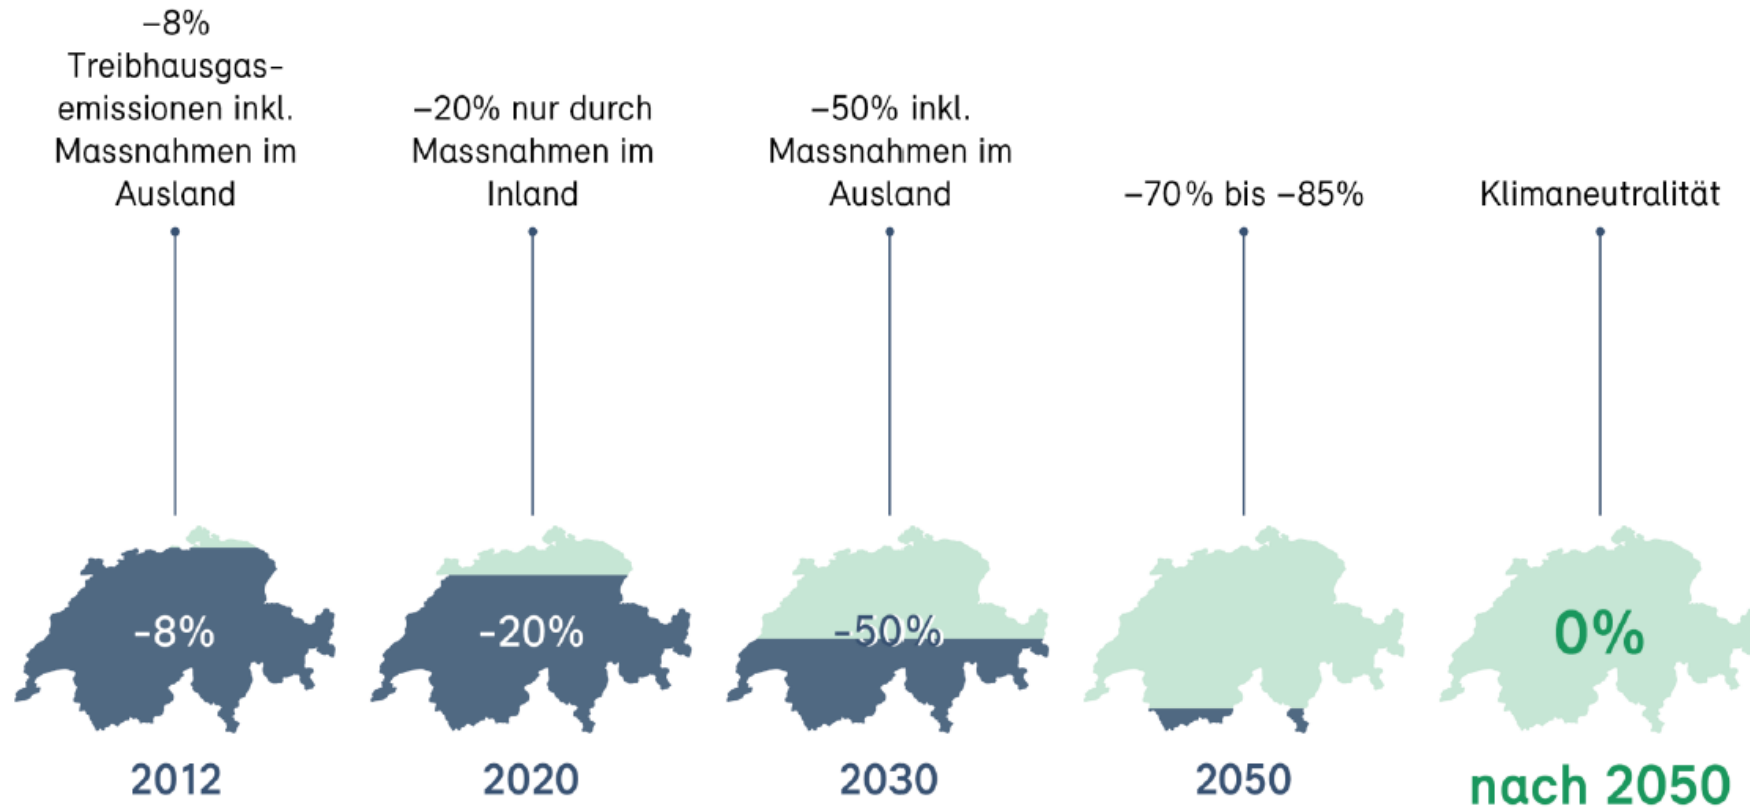 –8%
Treibhausgas-
emissionen inkl.
Massnahmen im
Ausland
–20% nur durch
Massnahmen im
Inland
–50% inkl.
Massnahmen im
Ausland
–70% bis –85%
Klimaneutralität
-8%
-20%
-50%
0%
2012
2020
2030
2050
nach 2050